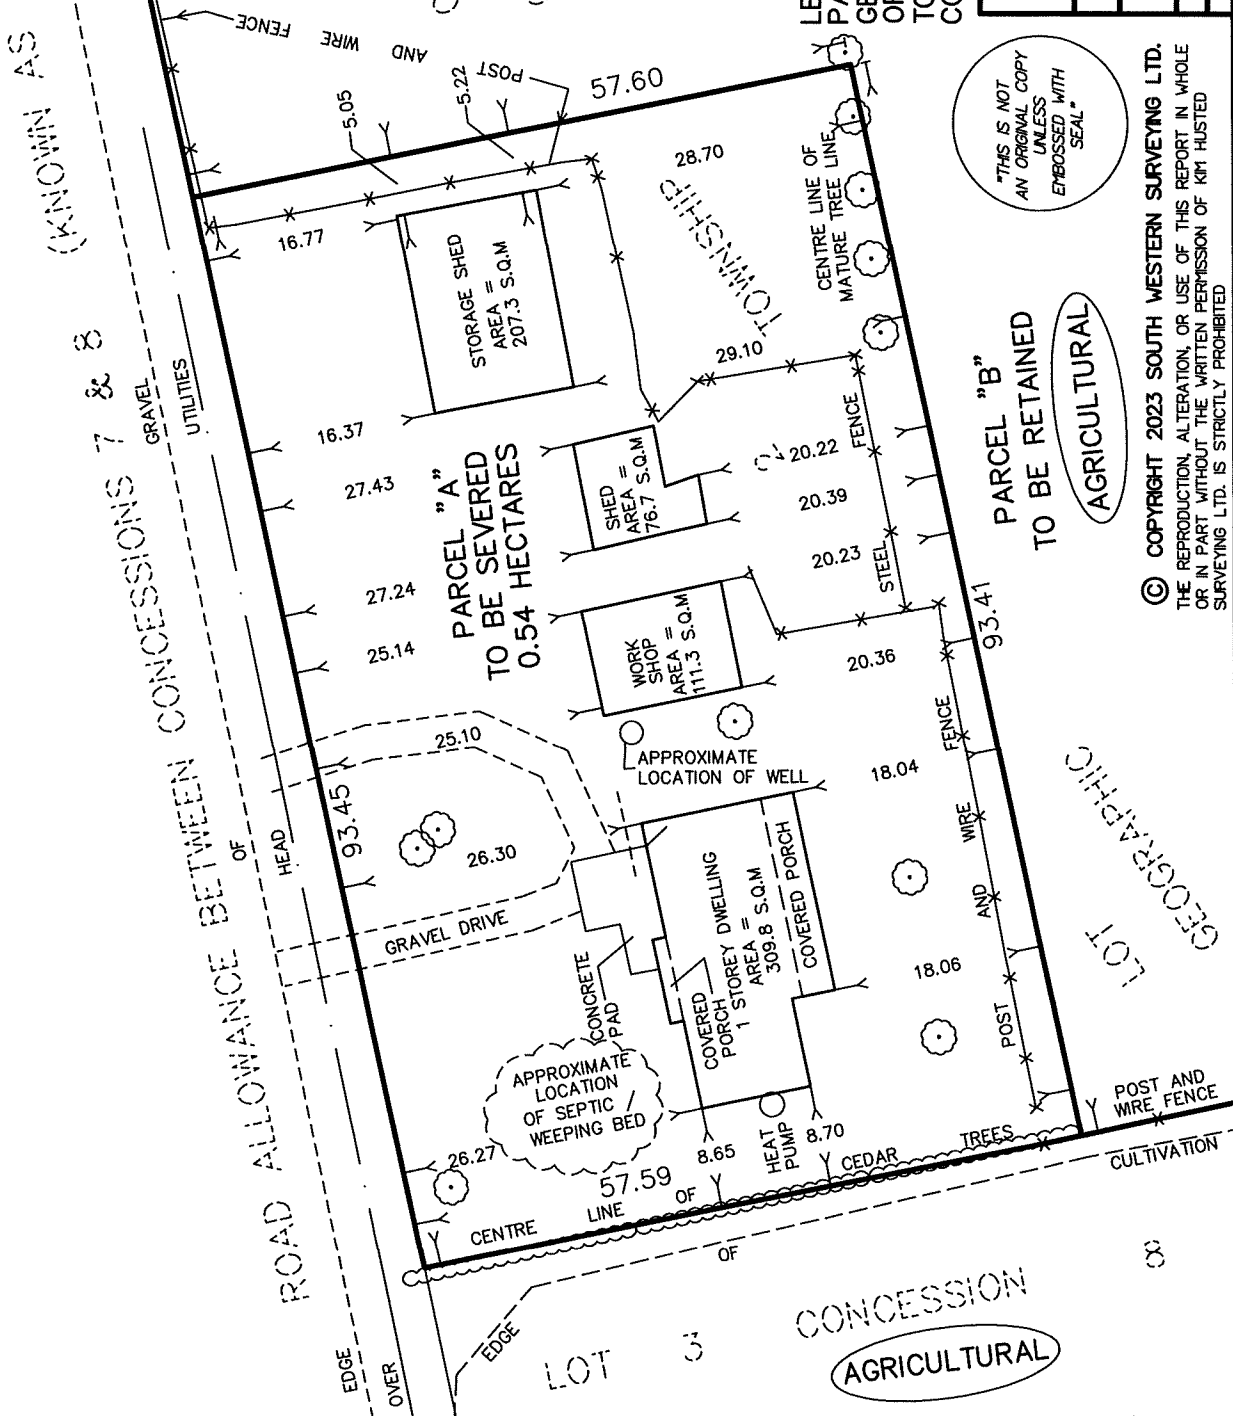 ROAD ALLOWANCE BETWEEN CONCESSIONS 7 & 8 (KNOWN AS
EDGE OF GRAVEL
OVER HEAD UTILITIES
POST AND WIRE FENCE
5.05
5.22
57.60
16.77
28.70
STORAGE SHED
AREA =
207.3 S.Q.M
TOWNSHIP
CENTRE LINE OF
MATURE TREE LINE
29.10
16.37
27.43
27.24
25.14
25.10
26.30
26.27
93.45
PARCEL "A"
TO BE SEVERED
0.54 HECTARES
SHED
AREA =
76.7 S.Q.M
20.22
20.39
20.23
20.36
STEEL FENCE
WORK
SHOP
AREA =
111.3 S.Q.M
APPROXIMATE
LOCATION OF WELL
18.04
18.06
93.41
POST AND WIRE FENCE
GRAVEL DRIVE
CONCRETE
PAD
COVERED
PORCH
1 STOREY DWELLING
AREA =
309.8 S.Q.M
COVERED PORCH
APPROXIMATE
LOCATION
OF SEPTIC /
WEEPING BED
HEAT
PUMP
8.65
8.70
57.59
CENTRE LINE OF CEDAR TREES
EDGE OF CULTIVATION
POST AND
WIRE FENCE
LOT
GEOGRAPHIC
LOT 3 CONCESSION 8
AGRICULTURAL
PARCEL "B"
TO BE RETAINED
AGRICULTURAL
"THIS IS NOT
AN ORIGINAL COPY
UNLESS
EMBOSSED WITH
SEAL"
© COPYRIGHT 2023 SOUTH WESTERN SURVEYING LTD.
THE REPRODUCTION, ALTERATION, OR USE OF THIS REPORT IN WHOLE
OR IN PART WITHOUT THE WRITTEN PERMISSION OF KIM HUSTED
SURVEYING LTD. IS STRICTLY PROHIBITED